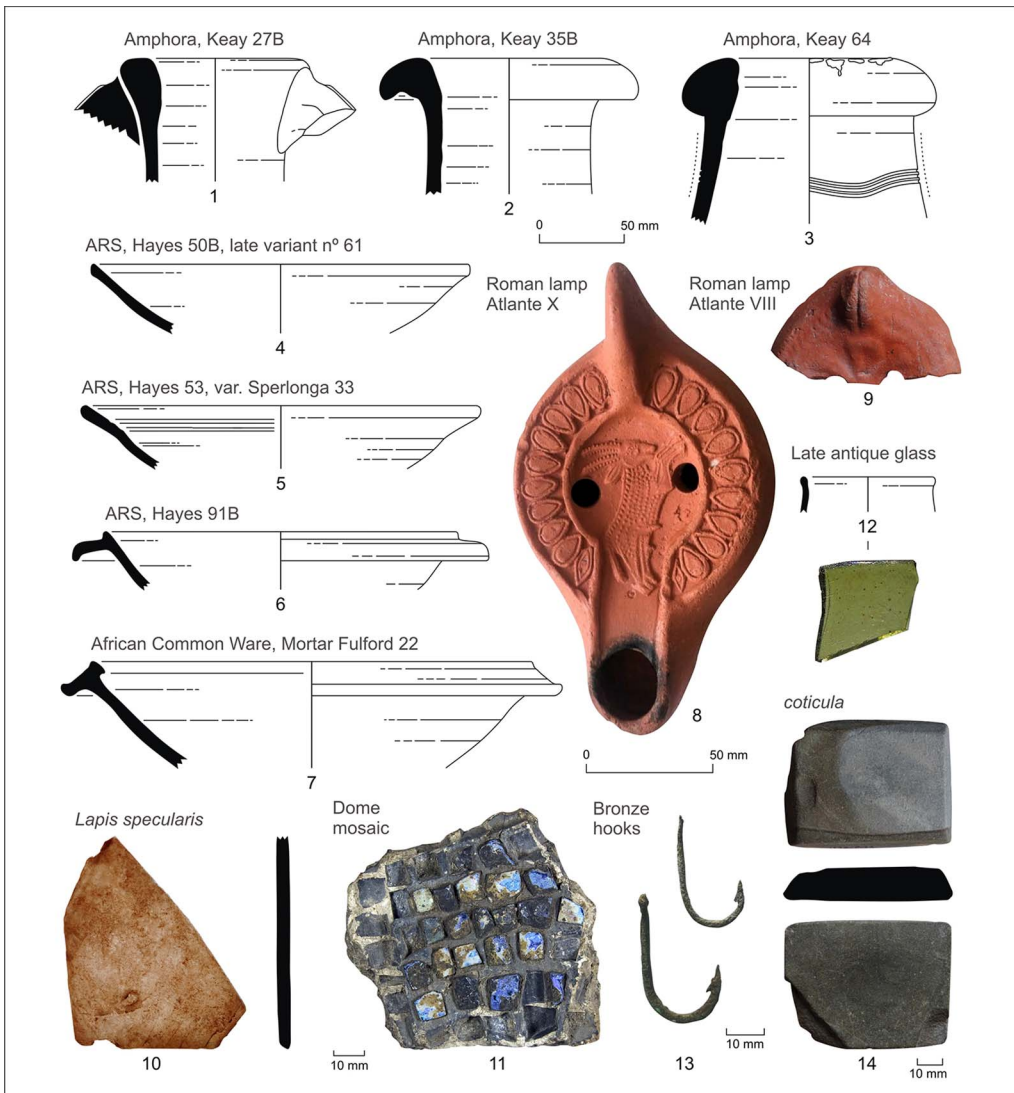 Amphora, Keay 27B
Amphora, Keay 35B
Amphora, Keay 64
1
2
0 50 mm
3
ARS, Hayes 50B, late variant nº 61
4
Roman lamp
Atlante X
Roman lamp
Atlante VIII
9
ARS, Hayes 53, var. Sperlonga 33
5
Late antique glass
12
ARS, Hayes 91B
6
African Common Ware, Mortar Fulford 22
7
8
0 50 mm
coticula
Lapis specularis
Dome
mosaic
Bronze
hooks
10
10 mm
11
13
10 mm
14
10 mm